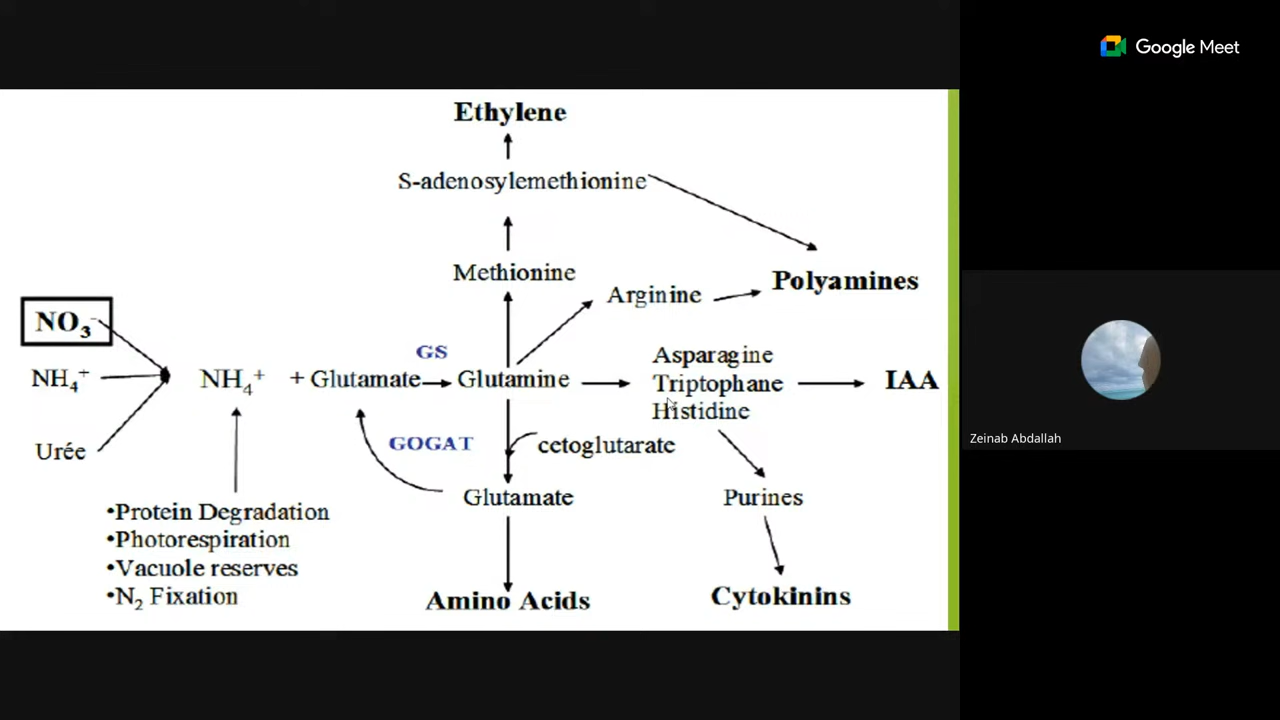 Google Meet
Ethylene
S-adenosylemethionine
Methionine
Arginine
Polyamines
NO₃⁻
GS
Asparagine
NH₄⁺
NH₄⁺ + Glutamate
Glutamine
Triptophane
IAA
Histidine
Urée
GOGAT
cetoglutarate
Glutamate
Purines
•Protein Degradation
•Photorespiration
•Vacuole reserves
•N₂ Fixation
Amino Acids
Cytokinins
Zeinab Abdallah